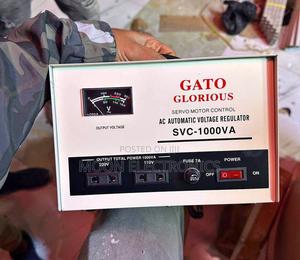 GATO
GLORIOUS
SERVO MOTOR CONTROL
AC AUTOMATIC VOLTAGE REGULATOR
SVC-1000VA
V
OUTPUT VOLTAGE
POSTED ON
OUTPUT TOTAL POWER 1000VA
220V 110V
FUSE 7A
POWER
OFF ON
ELECTRONICS